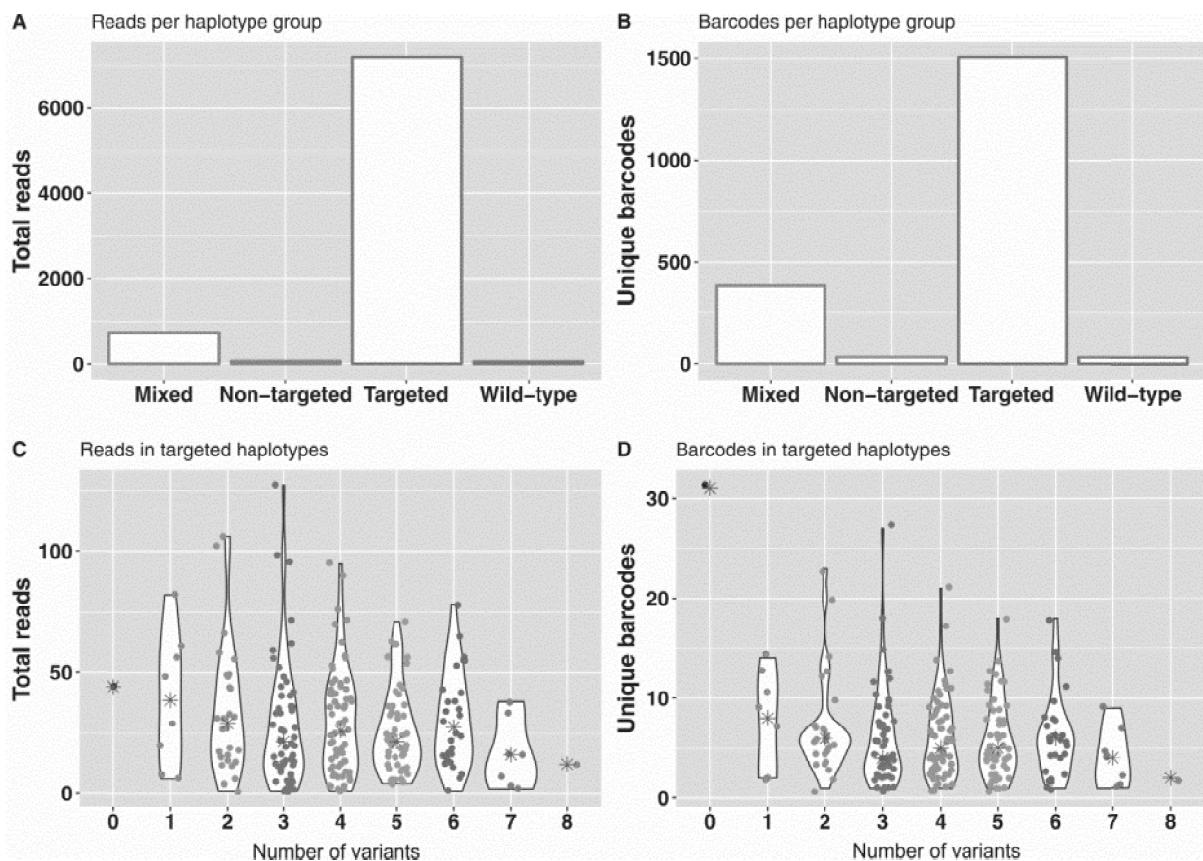 A Reads per haplotype group
Total reads
6000
4000
2000
0
Mixed Non-targeted Targeted Wild-type
B Barcodes per haplotype group
Unique barcodes
1500
1000
500
0
Mixed Non-targeted Targeted Wild-type
C Reads in targeted haplotypes
Total reads
100
50
0
0 1 2 3 4 5 6 7 8
Number of variants
D Barcodes in targeted haplotypes
Unique barcodes
30
20
10
0
0 1 2 3 4 5 6 7 8
Number of variants